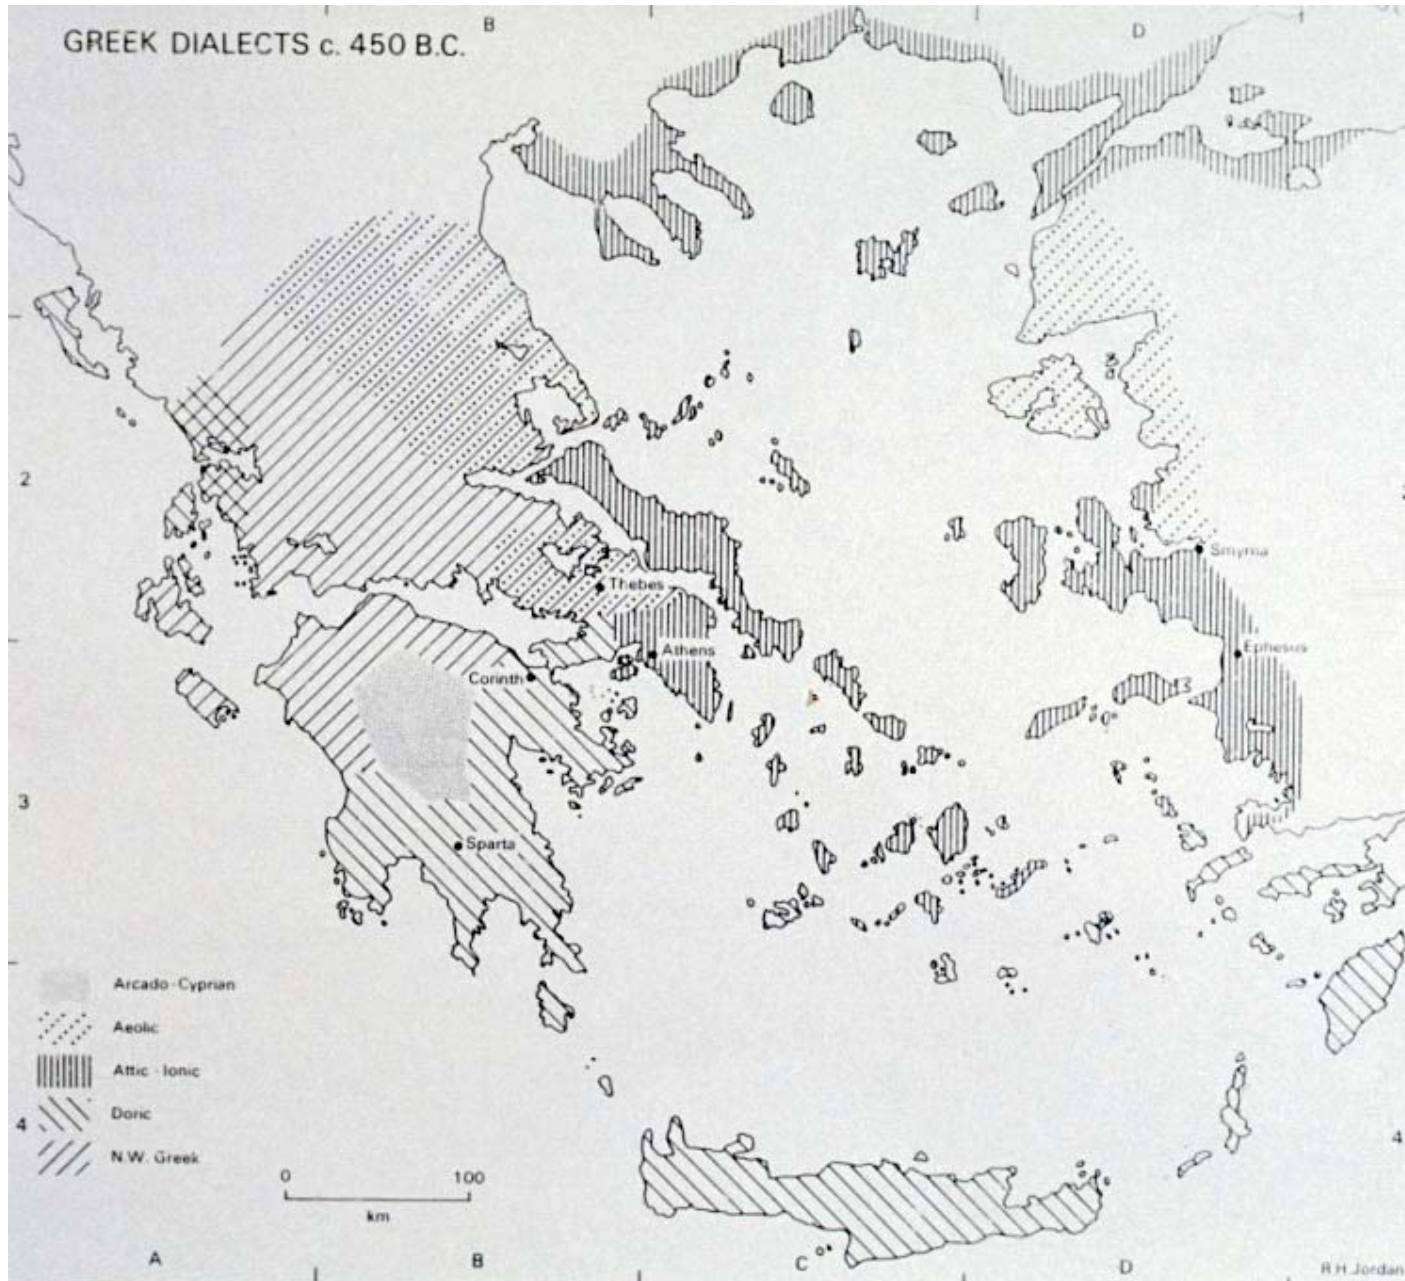 B
D
GREEK DIALECTS c. 450 B.C.
2
Smyrna
Thebes
Athens
Ephesus
Corinth
3
Sparta
Arcado-Cyprian
Aeolic
Attic-Ionic
Doric
4
4
N.W. Greek
0 100
km
A
B
C
D
R.H.Jordan